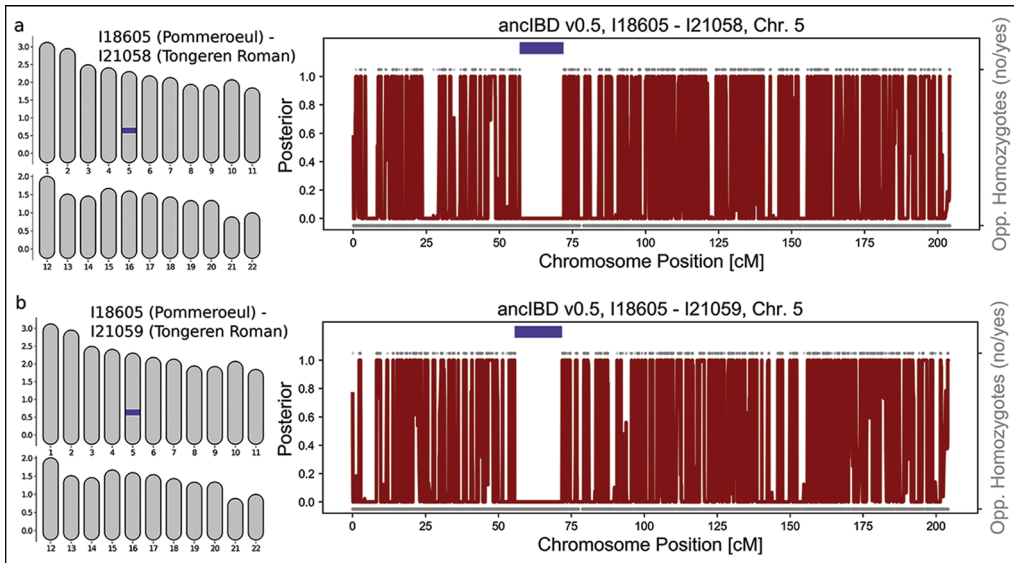 a
I18605 (Pommeroeul) -
I21058 (Tongeren Roman)
3.0
2.5
2.0
1.5
1.0
0.5
0.0
1 2 3 4 5 6 7 8 9 10 11
2.0
1.5
1.0
0.5
0.0
12 13 14 15 16 17 18 19 20 21 22
ancIBD v0.5, I18605 - I21058, Chr. 5
Posterior
1.0
0.8
0.6
0.4
0.2
0.0
0 25 50 75 100 125 150 175 200
Chromosome Position [cM]
Opp. Homozygotes (no/yes)
b
I18605 (Pommeroeul) -
I21059 (Tongeren Roman)
3.0
2.5
2.0
1.5
1.0
0.5
0.0
1 2 3 4 5 6 7 8 9 10 11
2.0
1.5
1.0
0.5
0.0
12 13 14 15 16 17 18 19 20 21 22
ancIBD v0.5, I18605 - I21059, Chr. 5
Posterior
1.0
0.8
0.6
0.4
0.2
0.0
0 25 50 75 100 125 150 175 200
Chromosome Position [cM]
Opp. Homozygotes (no/yes)